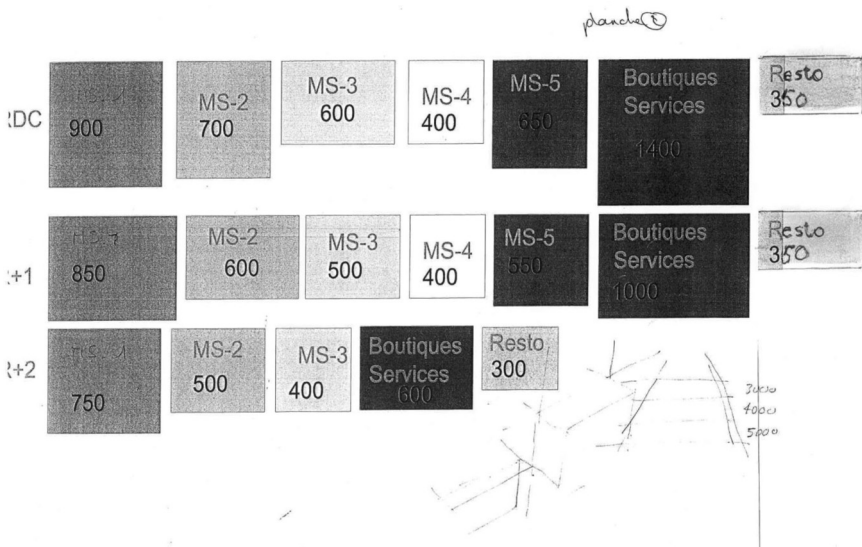 planche ①
RDC
900
MS-2
700
MS-3
600
MS-4
400
MS-5
650
Boutiques
Services
1400
Resto
350
R+1
850
MS-2
600
MS-3
500
MS-4
400
MS-5
550
Boutiques
Services
1000
Resto
350
R+2
750
MS-2
500
MS-3
400
Boutiques
Services
600
Resto
300
3000
4000
5000